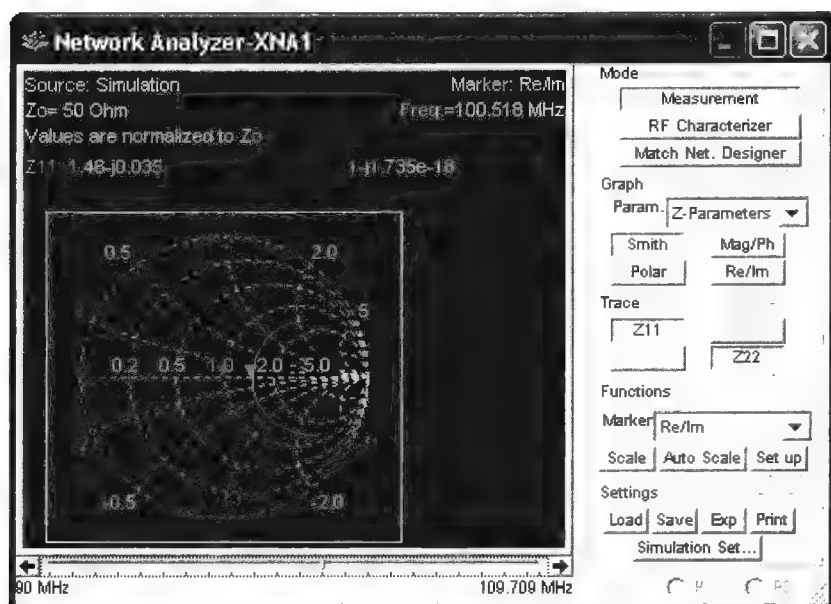 Network Analyzer-XNA1
Source: Simulation Marker: Re/Im
Zo= 50 Ohm Freq.=100.518 MHz
Values are normalized to Zo
Z11: 1.48-j0.035 1-j1.735e-18
0.5 2.0
5
0.2 0.5 1.0 2.0 5.0
-0.5 -2.0
90 MHz 109.709 MHz
Mode
Measurement
RF Characterizer
Match Net. Designer
Graph
Param. Z-Parameters
Smith Mag/Ph
Polar Re/Im
Trace
Z11
Z22
Functions
Marker Re/Im
Scale Auto Scale Set up
Settings
Load Save Exp Print
Simulation Set...